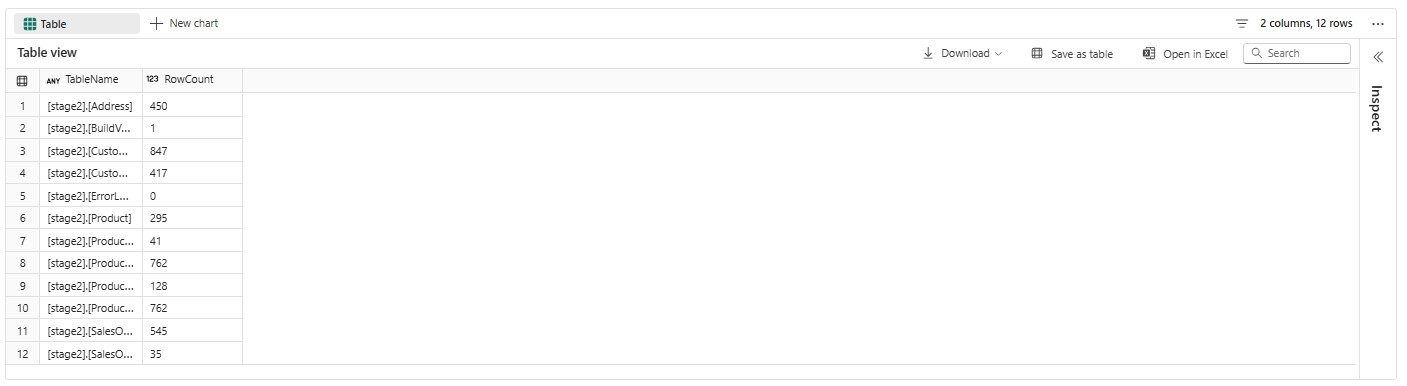 Table New chart 2 columns, 12 rows ...
Table view Download Save as table Open in Excel Search
ANY TableName 123 RowCount
1 [stage2].[Address] 450
2 [stage2].[BuildV... 1
3 [stage2].[Custo... 847
4 [stage2].[Custo... 417
5 [stage2].[ErrorL... 0
6 [stage2].[Product] 295
7 [stage2].[Produc... 41
8 [stage2].[Produc... 762
9 [stage2].[Produc... 128
10 [stage2].[Produc... 762
11 [stage2].[SalesO... 545
12 [stage2].[SalesO... 35
Inspect